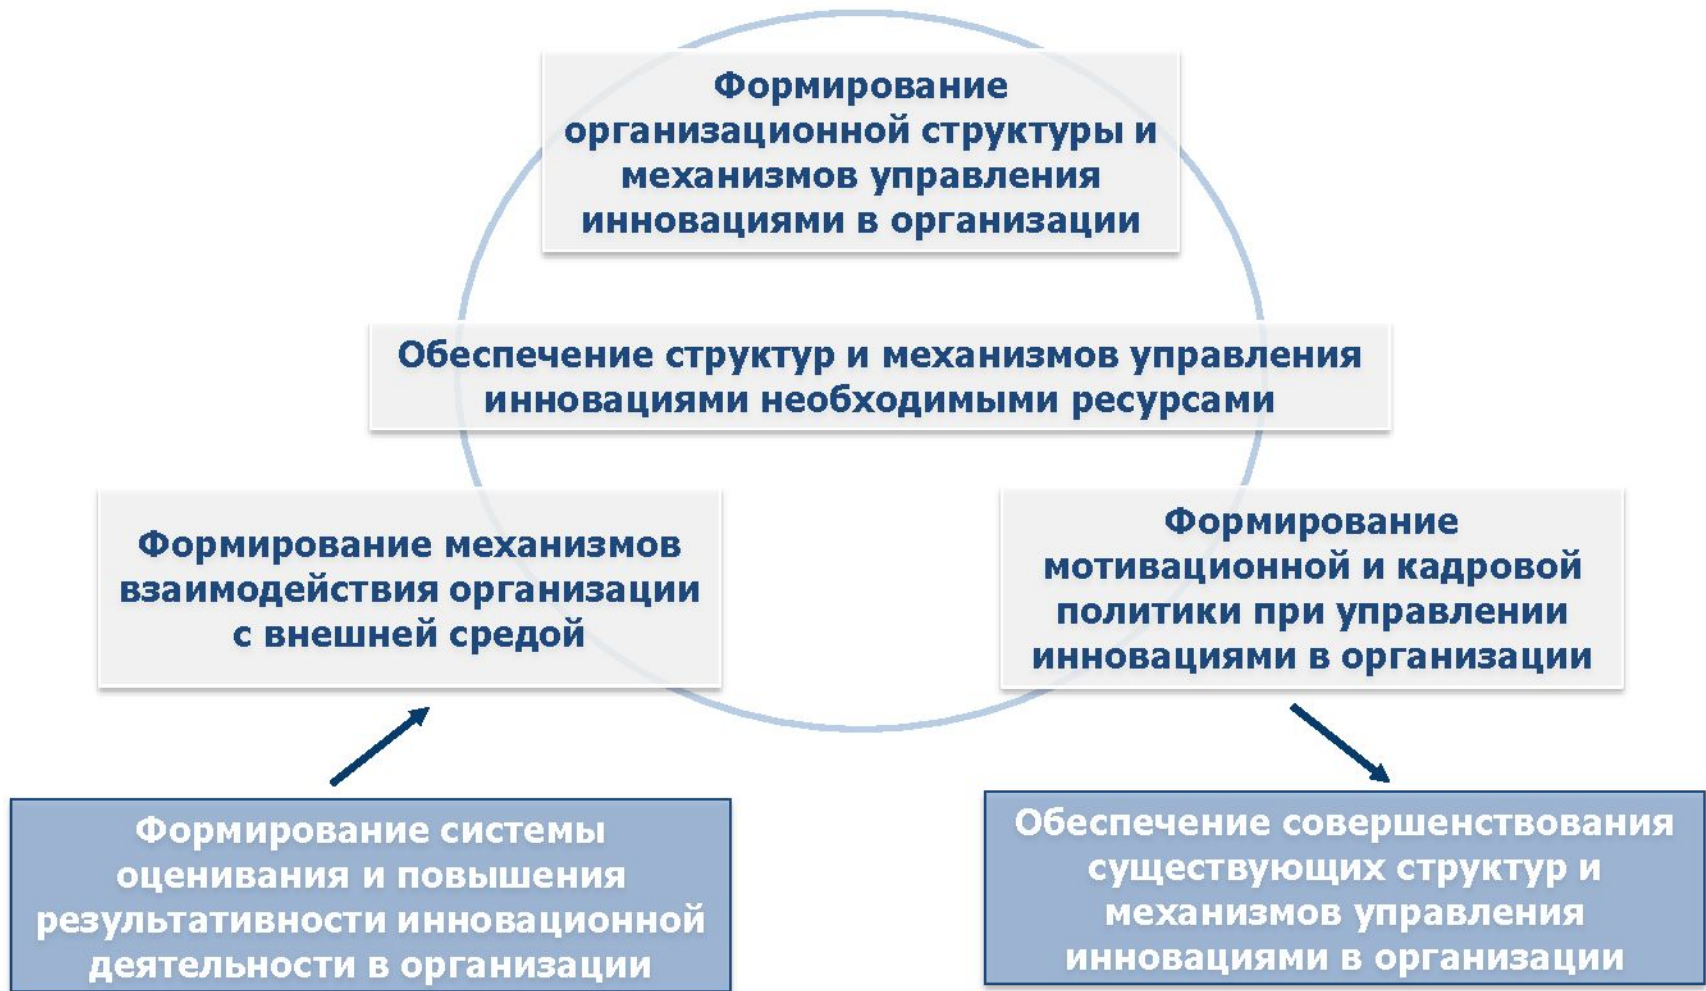 Формирование
организационной структуры и
механизмов управления
инновациями в организации
Обеспечение структур и механизмов управления
инновациями необходимыми ресурсами
Формирование механизмов
взаимодействия организации
с внешней средой
Формирование
мотивационной и кадровой
политики при управлении
инновациями в организации
Формирование системы
оценивания и повышения
результативности инновационной
деятельности в организации
Обеспечение совершенствования
существующих структур и
механизмов управления
инновациями в организации